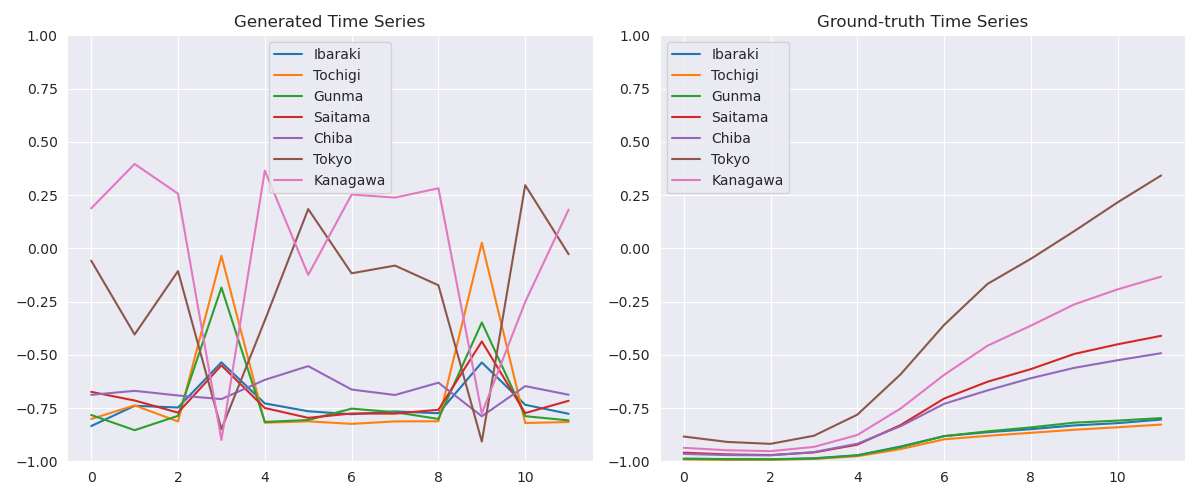 Generated Time Series
1.00
0.75
0.50
0.25
0.00
−0.25
−0.50
−0.75
−1.00
0
2
4
6
8
10
Ibaraki
Tochigi
Gunma
Saitama
Chiba
Tokyo
Kanagawa
Ground-truth Time Series
1.00
0.75
0.50
0.25
0.00
−0.25
−0.50
−0.75
−1.00
0
2
4
6
8
10
Ibaraki
Tochigi
Gunma
Saitama
Chiba
Tokyo
Kanagawa